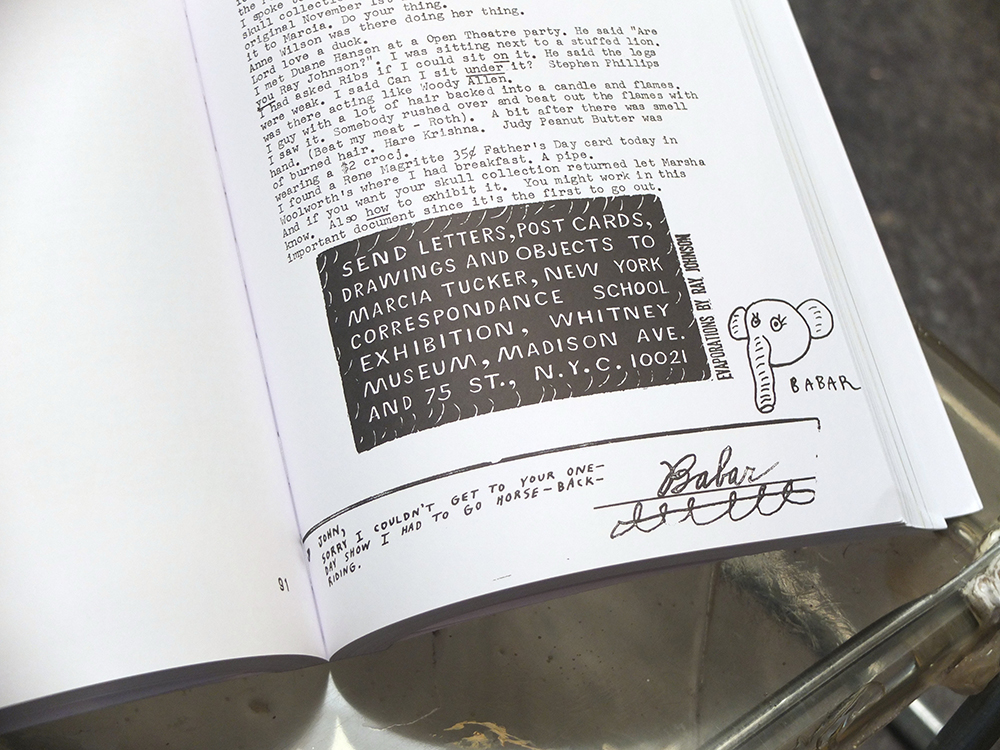 I spoke to
skull collecti
original November 1st
it to Marcia. Do your thing.
Anne Wilson was there doing her thing.
Lord love a duck.
I met Duane Hansen at a Open Theatre party. He said "Are
you Ray Johnson?". I was sitting next to a stuffed lion.
I had asked Ribs if I could sit on it. He said the legs
were weak. I said Can I sit under it? Stephen Phillips
was there acting like Woody Allen.
I guy with a lot of hair backed into a candle and flames.
I saw it. Somebody rushed over and beat out the flames with
hand. (Beat my meat - Roth). A bit after there was smell
of burned hair. Hare Krishna. Judy Peanut Butter was
wearing a $2 crocj.
I found a Rene Magritte 35¢ Father's Day card today in
Woolworth's where I had breakfast. A pipe.
And if you want your skull collection returned let Marsha
know. Also how to exhibit it. You might work in this
important document since it's the first to go out.
SEND LETTERS, POST CARDS,
DRAWINGS AND OBJECTS TO
MARCIA TUCKER, NEW YORK
CORRESPONDANCE SCHOOL
EXHIBITION, WHITNEY
MUSEUM, MADISON AVE.
AND 75 ST., N.Y.C. 10021
EVAPORATIONS BY RAY JOHNSON
BABAR
JOHN,
SORRY I COULDN'T GET TO YOUR ONE-
DAY SHOW I HAD TO GO HORSE-BACK-
RIDING.
Babar
91